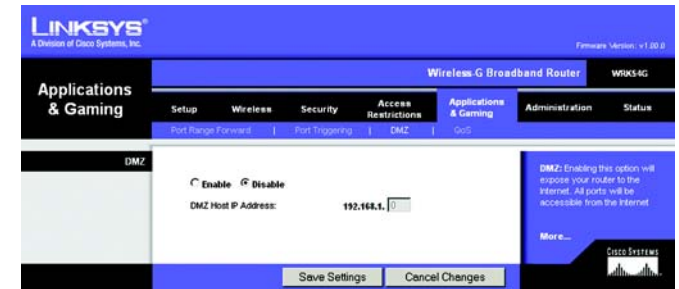 LINKSYS®
A Division of Cisco Systems, Inc.
Firmware Version: v1.00.0
Applications & Gaming
Wireless-G Broadband Router
WRK54G
Setup
Wireless
Security
Access Restrictions
Applications & Gaming
Administration
Status
Port Range Forward | Port Triggering | DMZ | QoS
DMZ
Enable Disable
DMZ Host IP Address: 192.168.1. 0
DMZ: Enabling this option will
expose your router to the
Internet. All ports will be
accessible from the Internet
More...
CISCO SYSTEMS
Save Settings
Cancel Changes